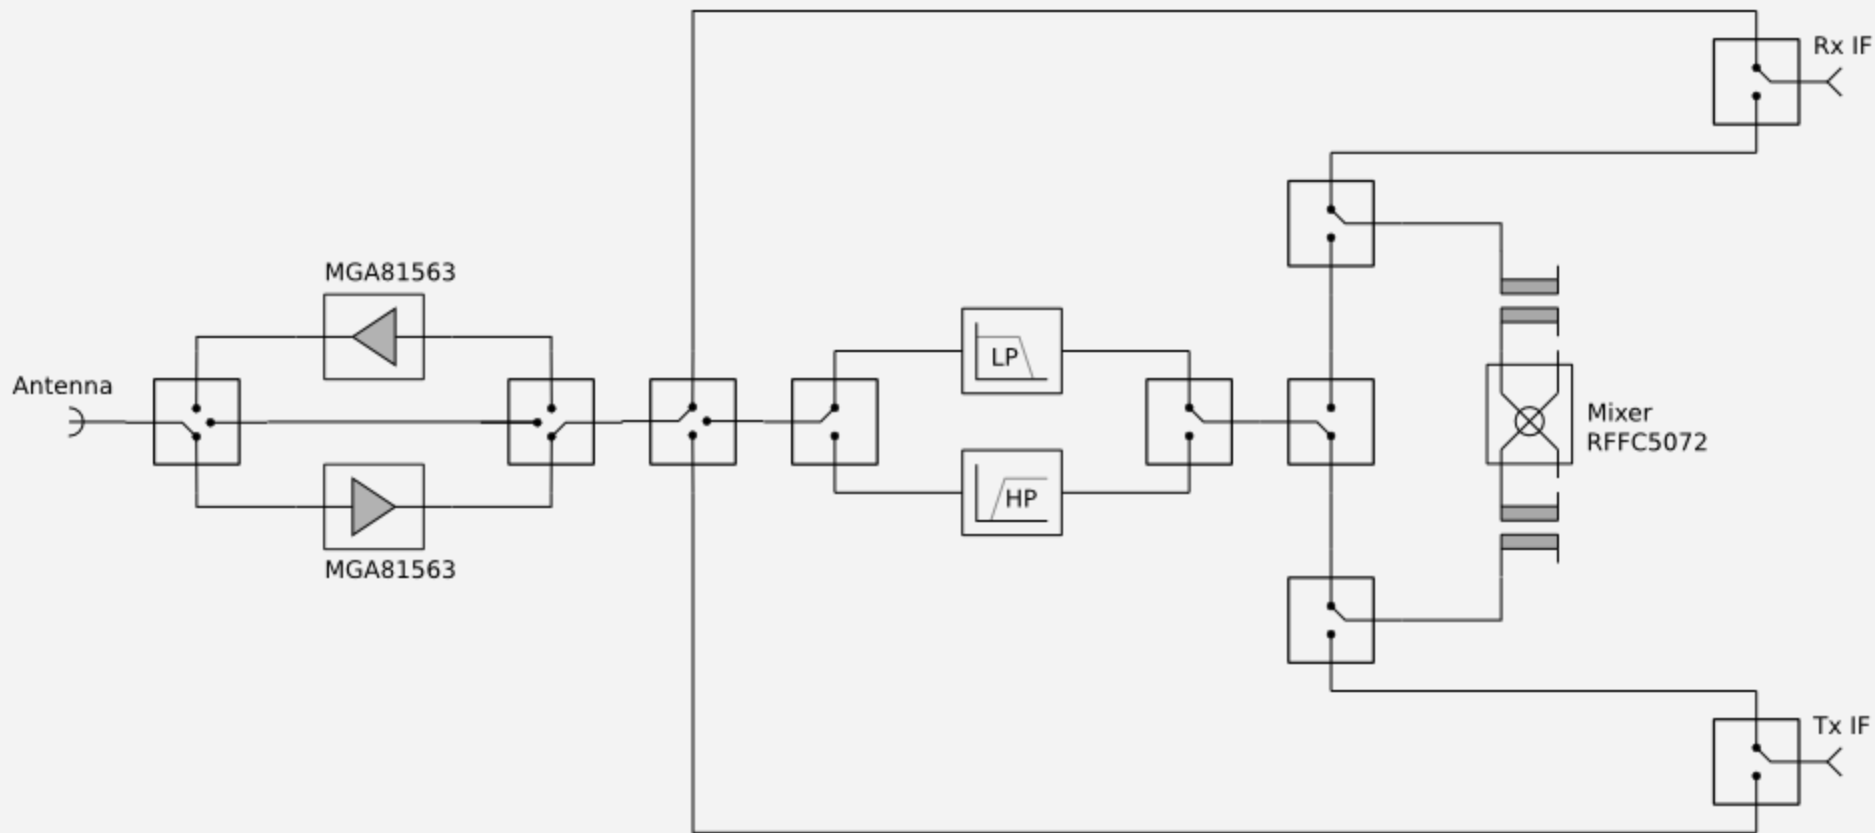 Rx IF
MGA81563
Antenna
LP
Mixer
RFFC5072
HP
MGA81563
Tx IF